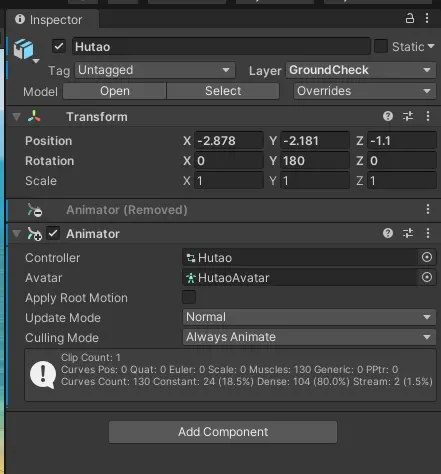 Inspector
Hutao Static
Tag Untagged Layer GroundCheck
Model Open Select Overrides
Transform
Position X -2.878 Y -2.181 Z -1.1
Rotation X 0 Y 180 Z 0
Scale X 1 Y 1 Z 1
Animator (Removed)
Animator
Controller Hutao
Avatar HutaoAvatar
Apply Root Motion
Update Mode Normal
Culling Mode Always Animate
Clip Count: 1
Curves Pos: 0 Quat: 0 Euler: 0 Scale: 0 Muscles: 130 Generic: 0 PPtr: 0
Curves Count: 130 Constant: 24 (18.5%) Dense: 104 (80.0%) Stream: 2 (1.5%)
Add Component